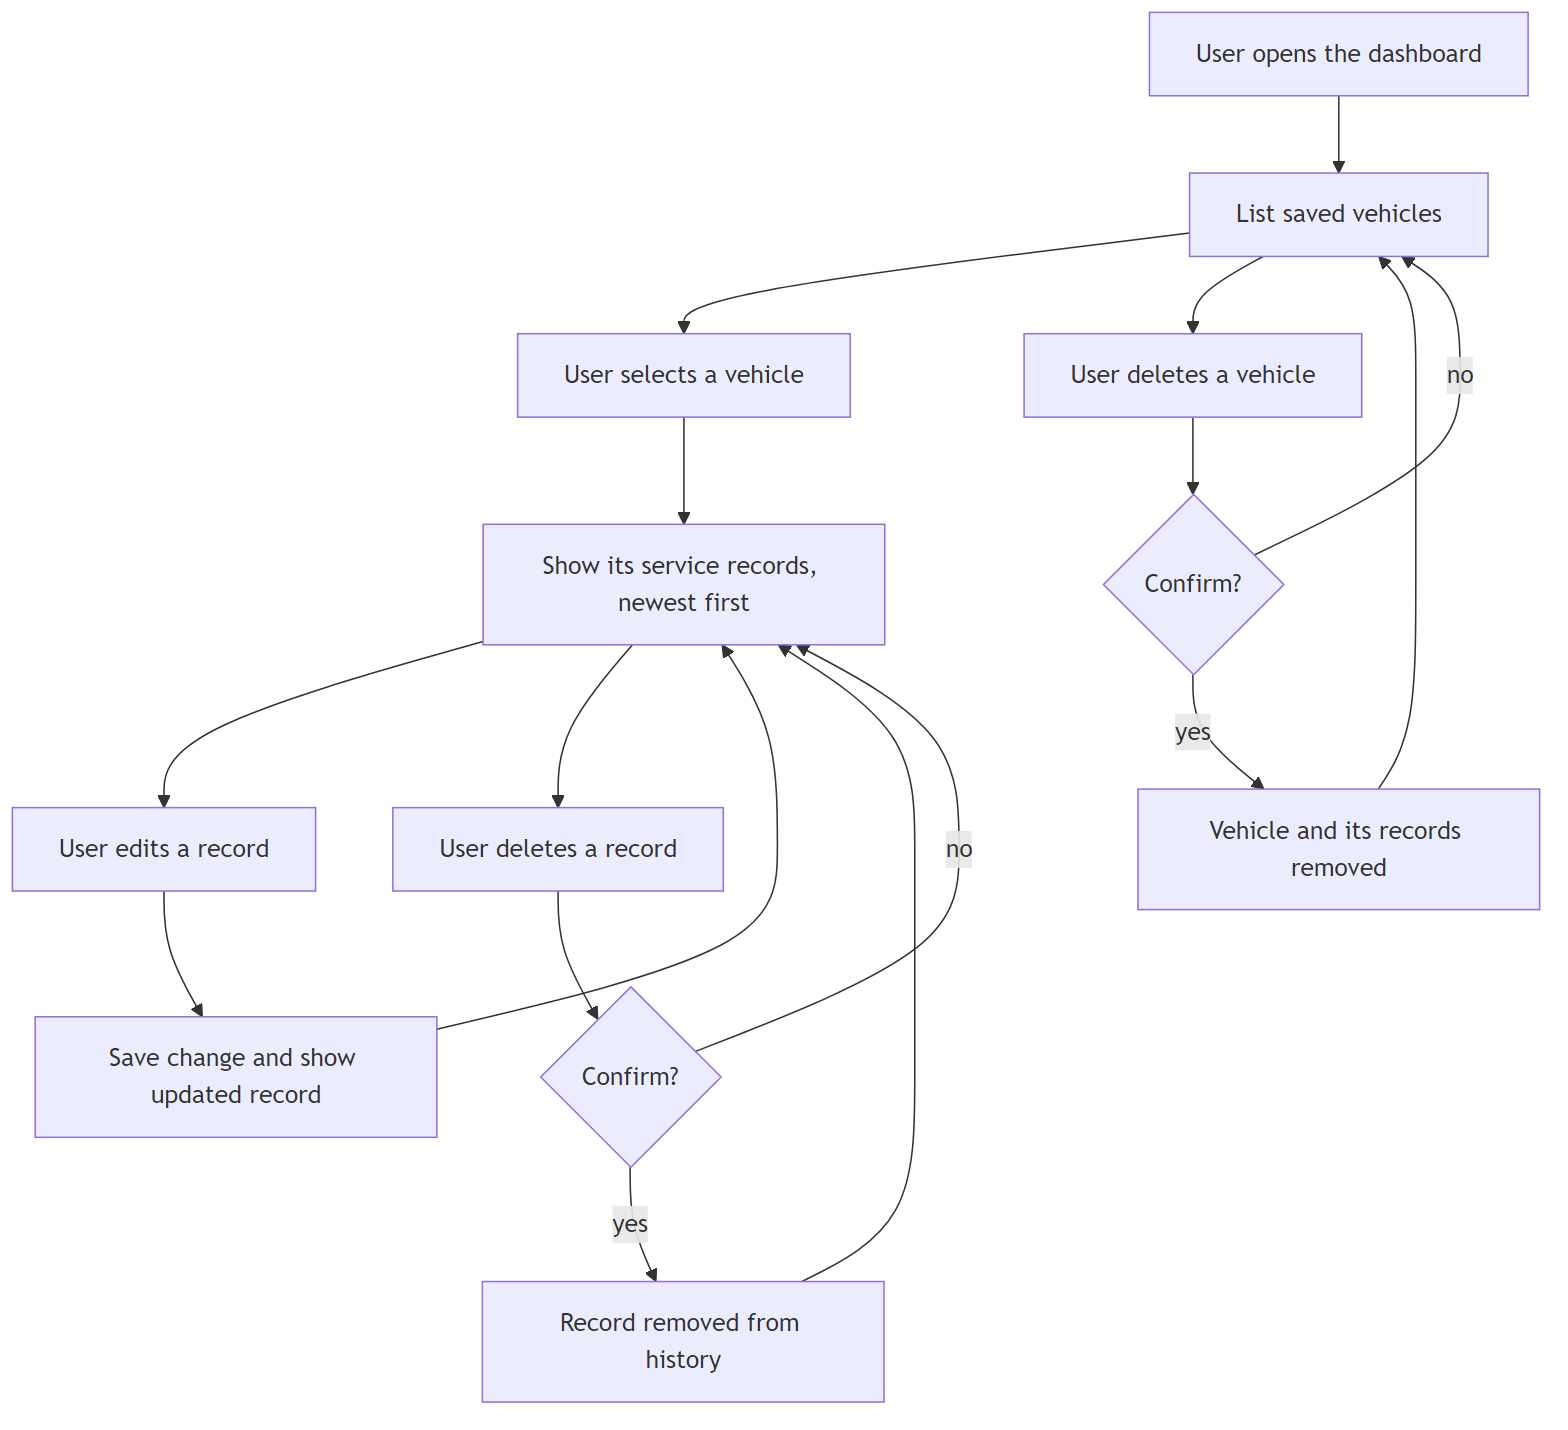 User opens the dashboard
List saved vehicles
User selects a vehicle
User deletes a vehicle
no
Show its service records,
newest first
Confirm?
yes
Vehicle and its records
removed
User edits a record
User deletes a record
no
Save change and show
updated record
Confirm?
yes
Record removed from
history